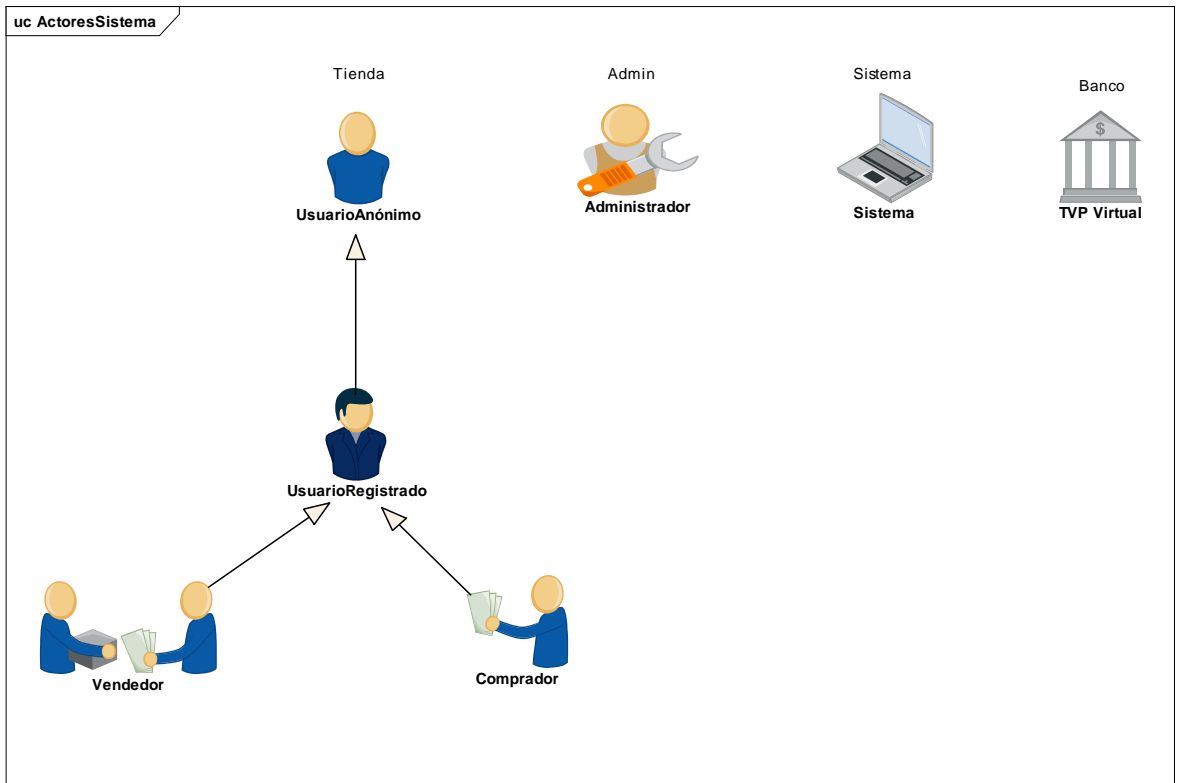 uc ActoresSistema
Tienda
Admin
Sistema
Banco
$
UsuarioAnónimo
Administrador
Sistema
TVP Virtual
UsuarioRegistrado
Vendedor
Comprador